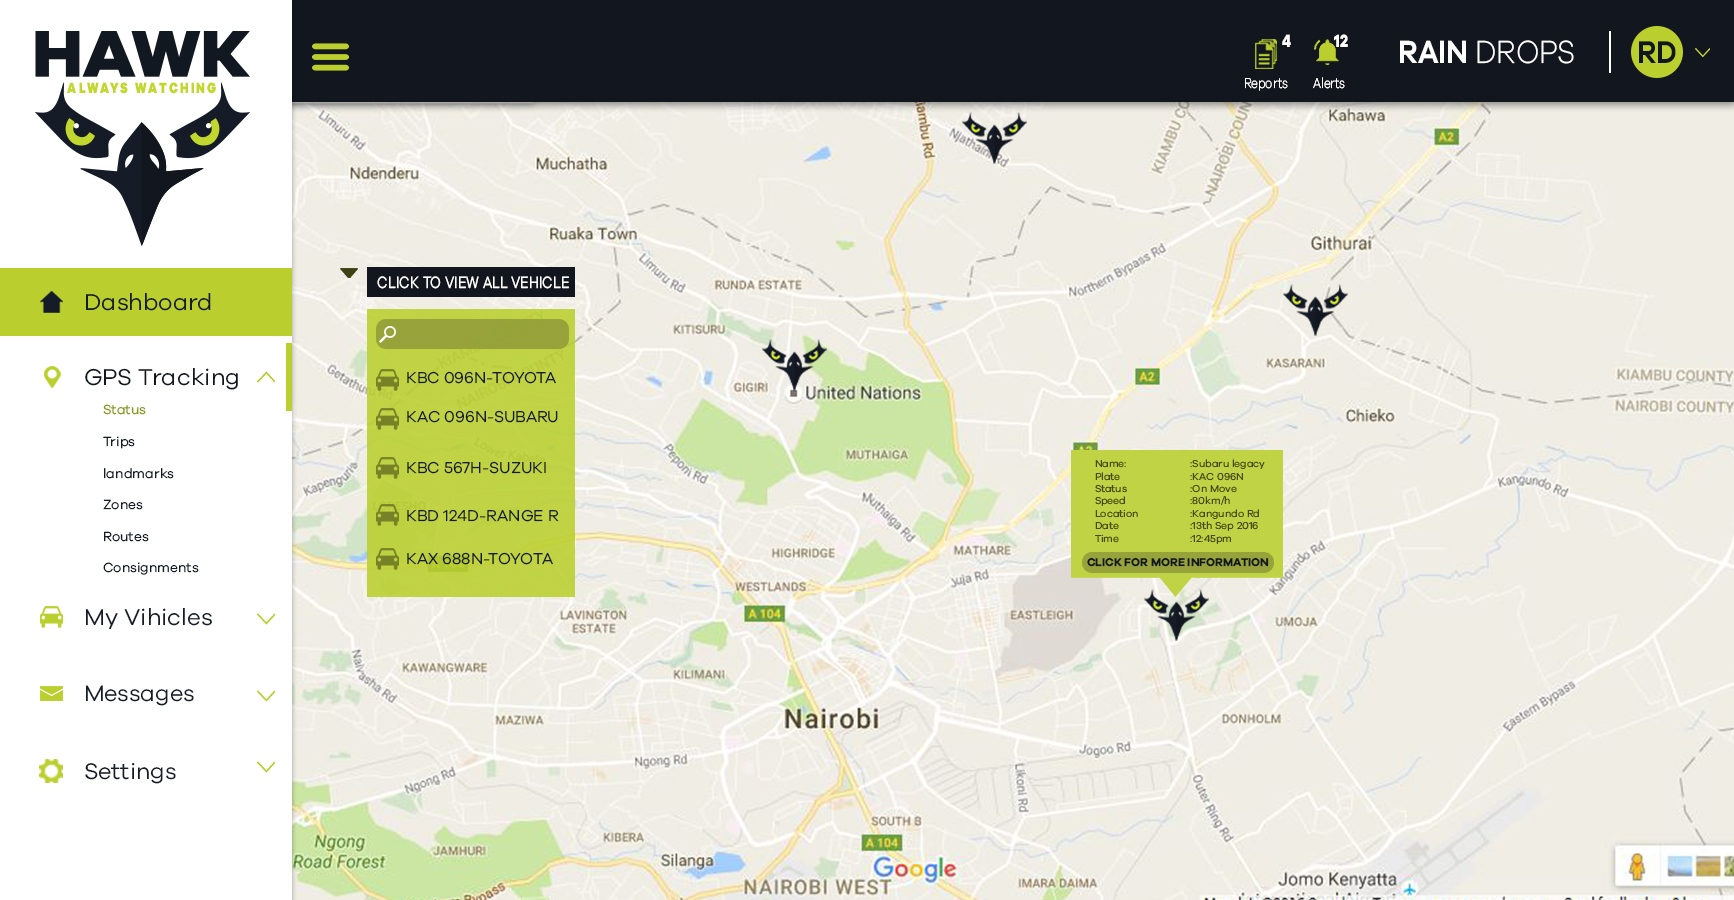 HAWK
ALWAYS WATCHING
4
12
Reports
Alerts
RAIN DROPS
RD
Dashboard
GPS Tracking
Status
Trips
landmarks
Zones
Routes
Consignments
My Vihicles
Messages
Settings
CLICK TO VIEW ALL VEHICLE
KBC 096N-TOYOTA
KAC 096N-SUBARU
KBC 567H-SUZUKI
KBD 124D-RANGE R
KAX 688N-TOYOTA
Name: :Subaru legacy
Plate :KAC 096N
Status :On Move
Speed :80km/h
Location :Kangundo Rd
Date :13th Sep 2016
Time :12:45pm
CLICK FOR MORE INFORMATION
Limuru Rd
Ndenderu
Muchatha
Njathaini Rd
KIAMBU COUNTY
NAIROBI COUNTY
Kahawa
A2
Ruaka Town
Limuru Rd
RUNDA ESTATE
Northern Bypass Rd
Githurai
KITISURU
GIGIRI
United Nations
A2
KASARANI
KIAMBU COUNTY
NAIROBI COUNTY
Chieko
MUTHAIGA
Peponi Rd
Kapenguria
Muthaiga Rd
Kangundo Rd
HIGHRIDGE
MATHARE
Juja Rd
WESTLANDS
A 104
EASTLEIGH
Kangundo Rd
UMOJA
LAVINGTON
ESTATE
KAWANGWARE
KILIMANI
Naivasha Rd
MAZIWA
Nairobi
DONHOLM
Eastern Bypass
Ngong Rd
Ngong Rd
Jogoo Rd
Likoni Rd
Outer Ring Rd
SOUTH B
KIBERA
A 104
Ngong
Road Forest
JAMHURI
Silanga
Google
NAIROBI WEST
IMARA DAIMA
Jomo Kenyatta